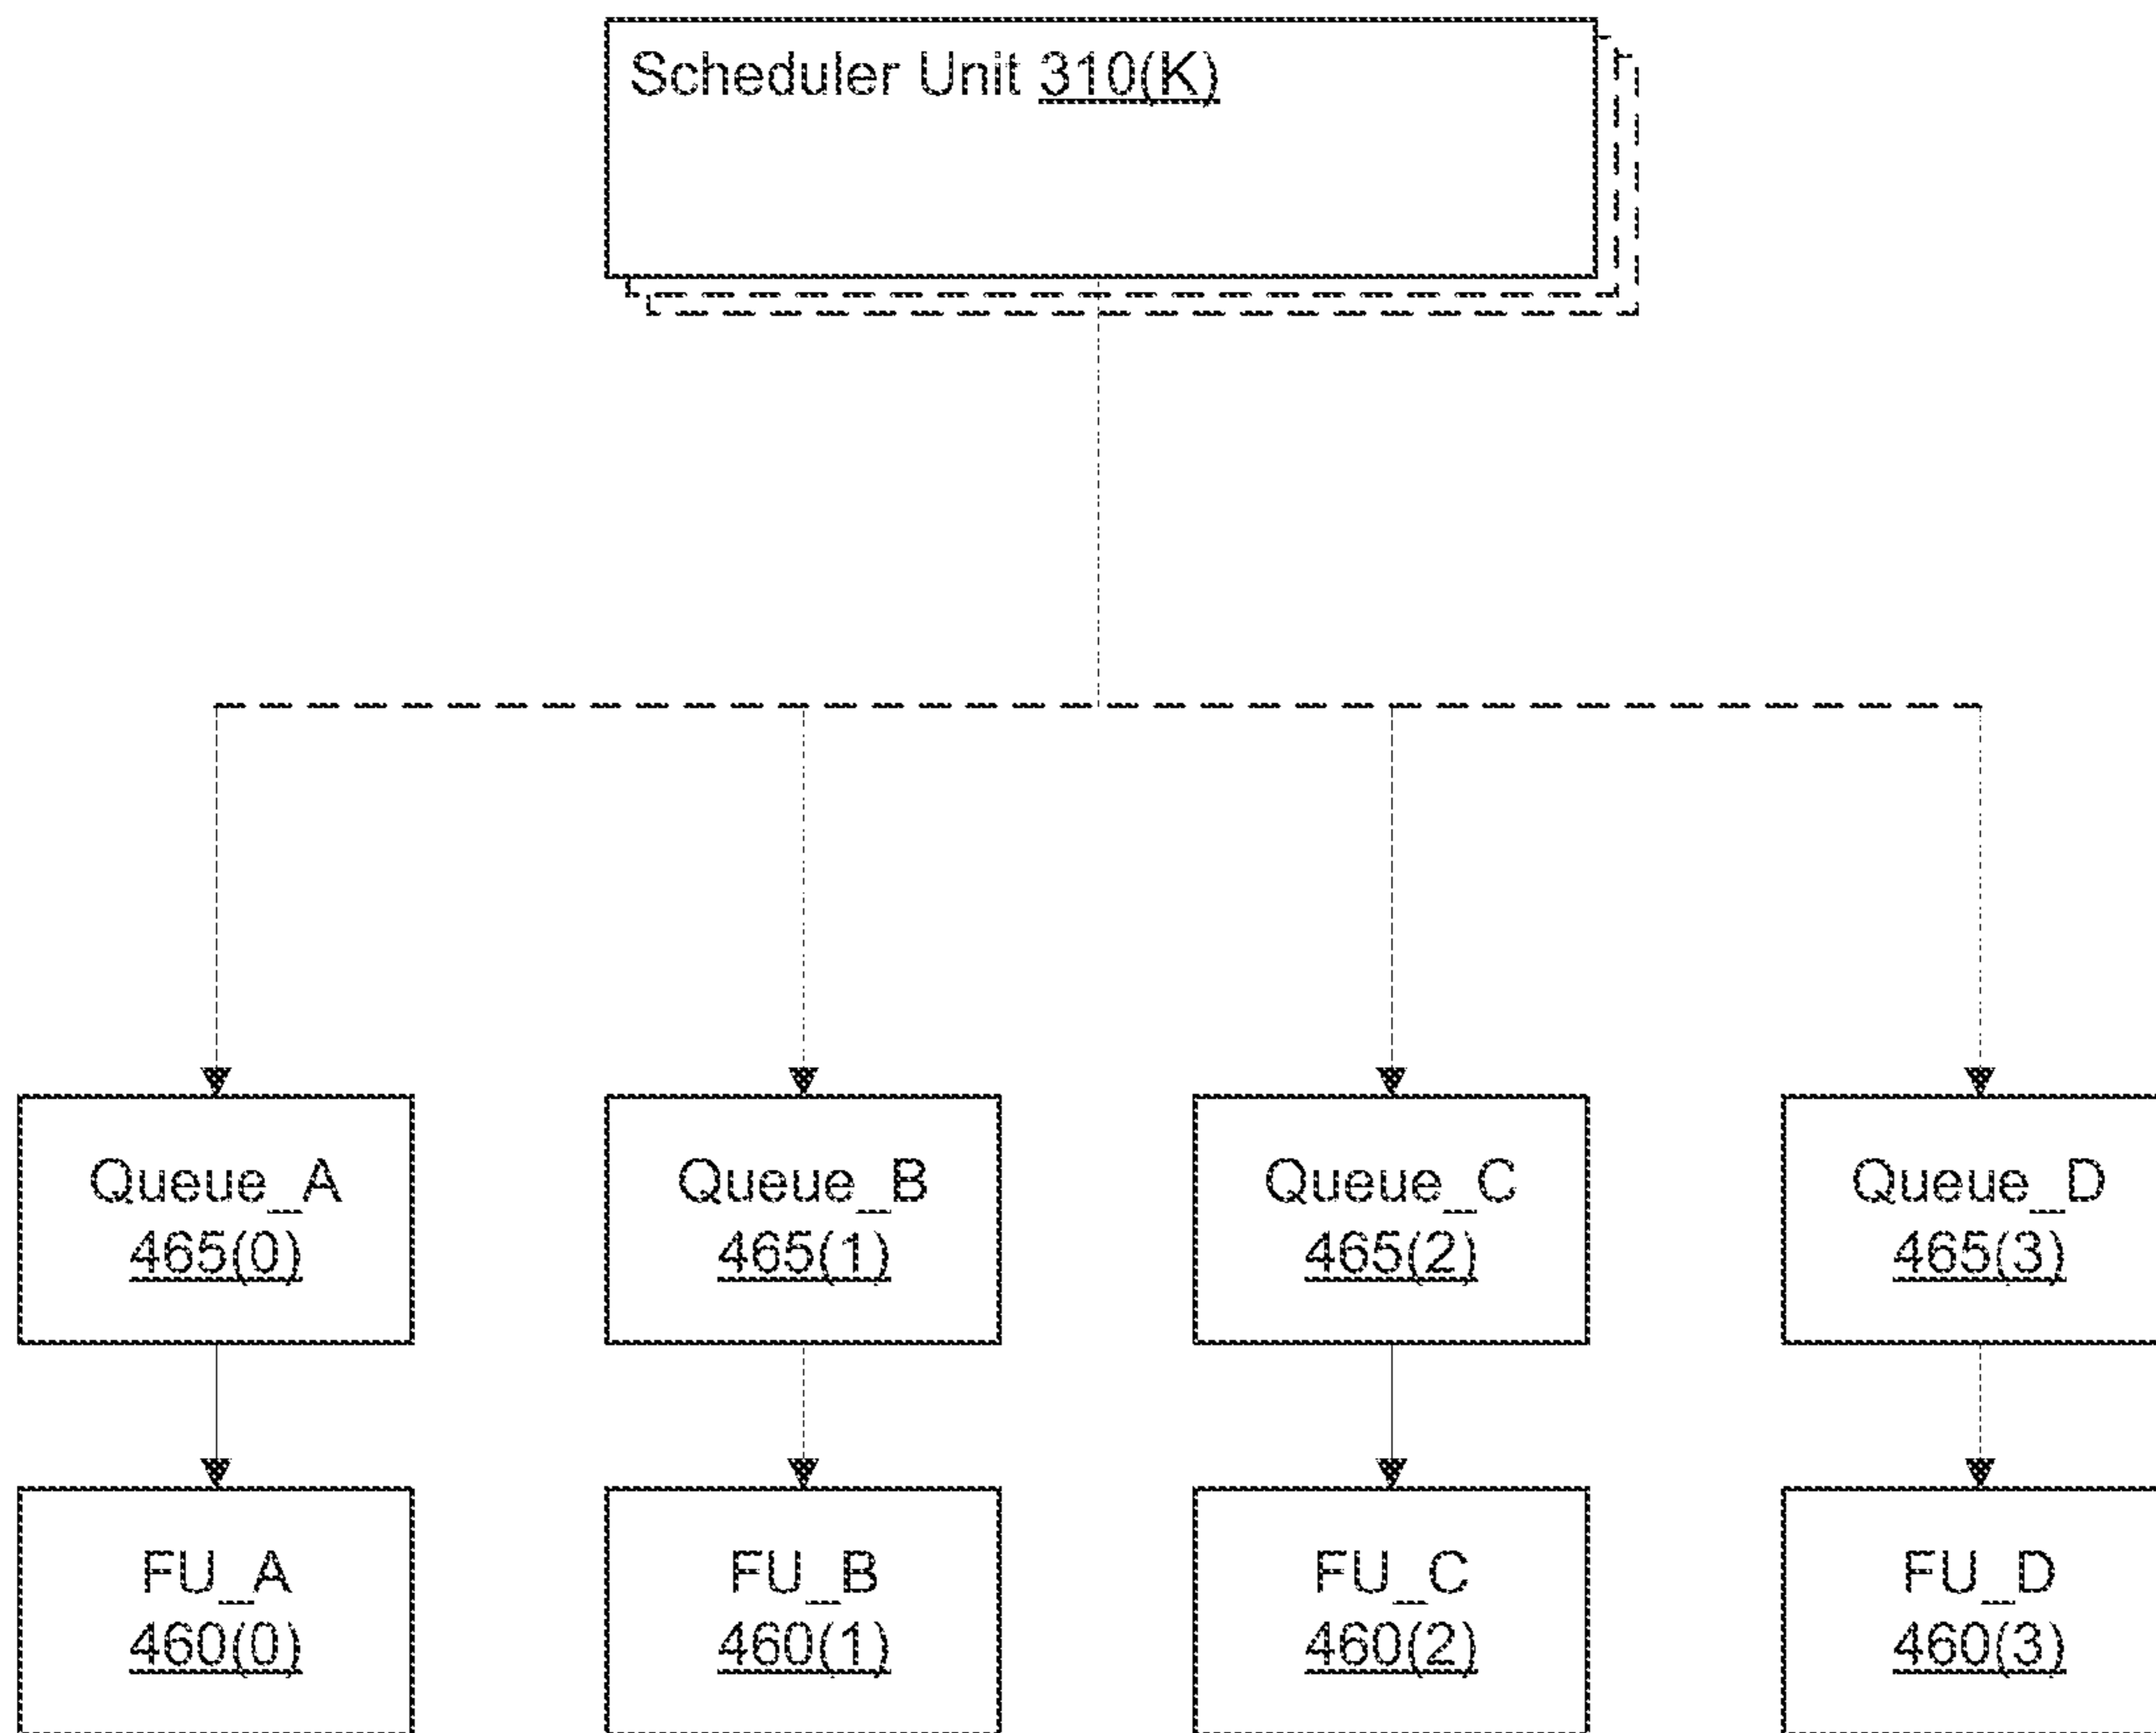 Scheduler Unit 310(K)
Queue_A
465(0)
Queue_B
465(1)
Queue_C
465(2)
Queue_D
465(3)
FU_A
460(0)
FU_B
460(1)
FU_C
460(2)
FU_D
460(3)